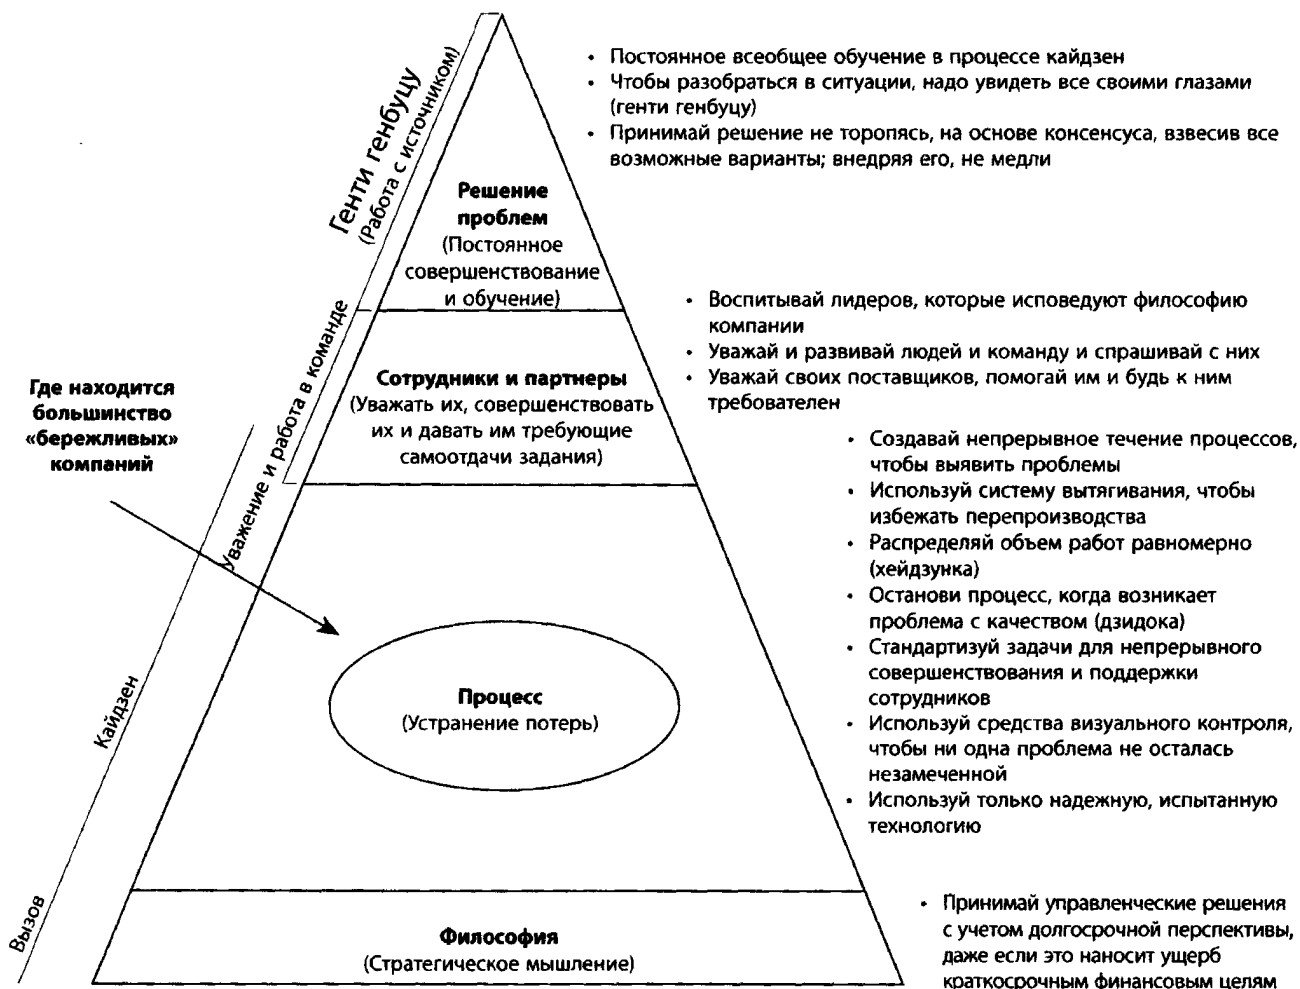 Генти генбуцу
(Работа с источником)
• Постоянное всеобщее обучение в процессе кайдзен
• Чтобы разобраться в ситуации, надо увидеть все своими глазами
(генти генбуцу)
• Принимай решение не торопясь, на основе консенсуса, взвесив все
возможные варианты; внедряя его, не медли
Решение
проблем
(Постоянное
совершенствование
и обучение)
Уважение и работа в команде
• Воспитывай лидеров, которые исповедуют философию
компании
• Уважай и развивай людей и команду и спрашивай с них
• Уважай своих поставщиков, помогай им и будь к ним
требователен
Сотрудники и партнеры
(Уважать их, совершенствовать
их и давать им требующие
самоотдачи задания)
Где находится
большинство
«бережливых»
компаний
• Создавай непрерывное течение процессов,
чтобы выявить проблемы
• Используй систему вытягивания, чтобы
избежать перепроизводства
• Распределяй объем работ равномерно
(хейдзунка)
• Останови процесс, когда возникает
проблема с качеством (дзидока)
• Стандартизуй задачи для непрерывного
совершенствования и поддержки
сотрудников
• Используй средства визуального контроля,
чтобы ни одна проблема не осталась
незамеченной
• Используй только надежную, испытанную
технологию
Кайдзен
Процесс
(Устранение потерь)
Вызов
Философия
(Стратегическое мышление)
• Принимай управленческие решения
с учетом долгосрочной перспективы,
даже если это наносит ущерб
краткосрочным финансовым целям